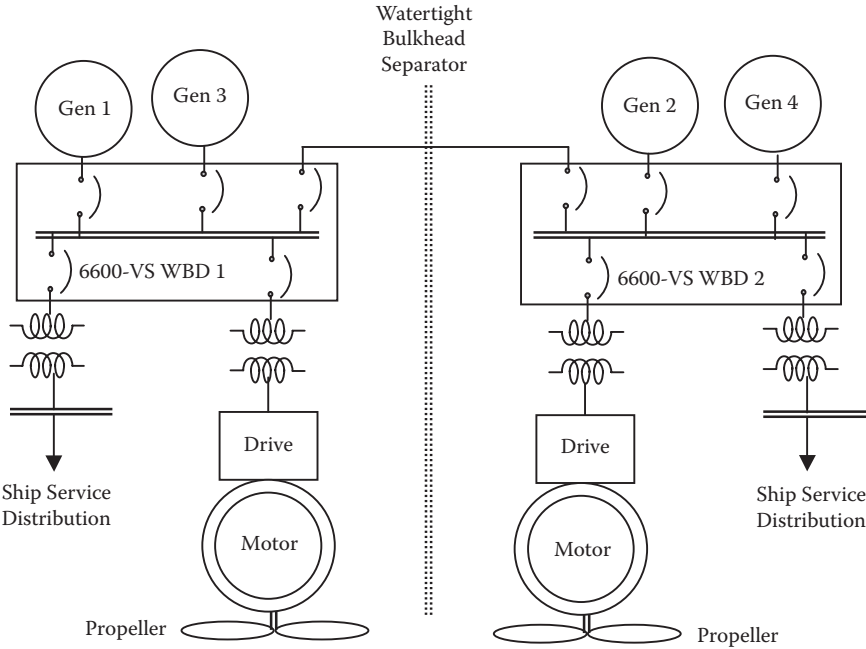 Watertight
Bulkhead
Separator
Gen 1
Gen 3
Gen 2
Gen 4
6600-VS WBD 1
6600-VS WBD 2
Drive
Drive
Ship Service
Distribution
Ship Service
Distribution
Motor
Motor
Propeller
Propeller